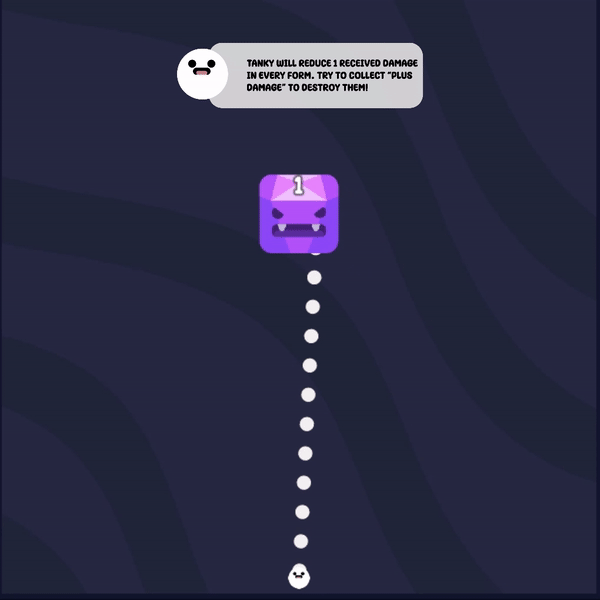 TANKY WILL REDUCE 1 RECEIVED DAMAGE
IN EVERY FORM. TRY TO COLLECT "PLUS
DAMAGE" TO DESTROY THEM!
1